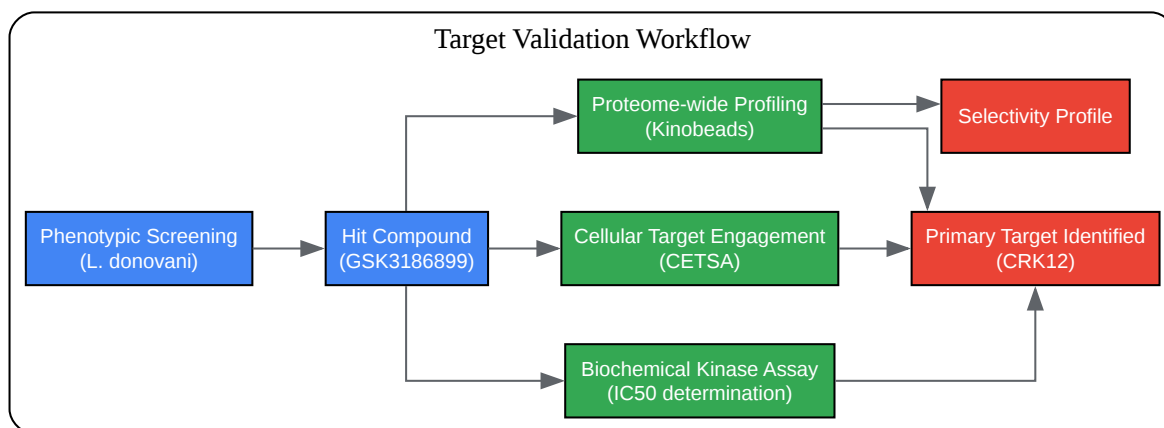 Target Validation Workflow
Proteome-wide Profiling
(Kinobeads)
Selectivity Profile
Phenotypic Screening
(L. donovani)
Hit Compound
(GSK3186899)
Cellular Target Engagement
(CETSA)
Primary Target Identified
(CRK12)
Biochemical Kinase Assay
(IC50 determination)